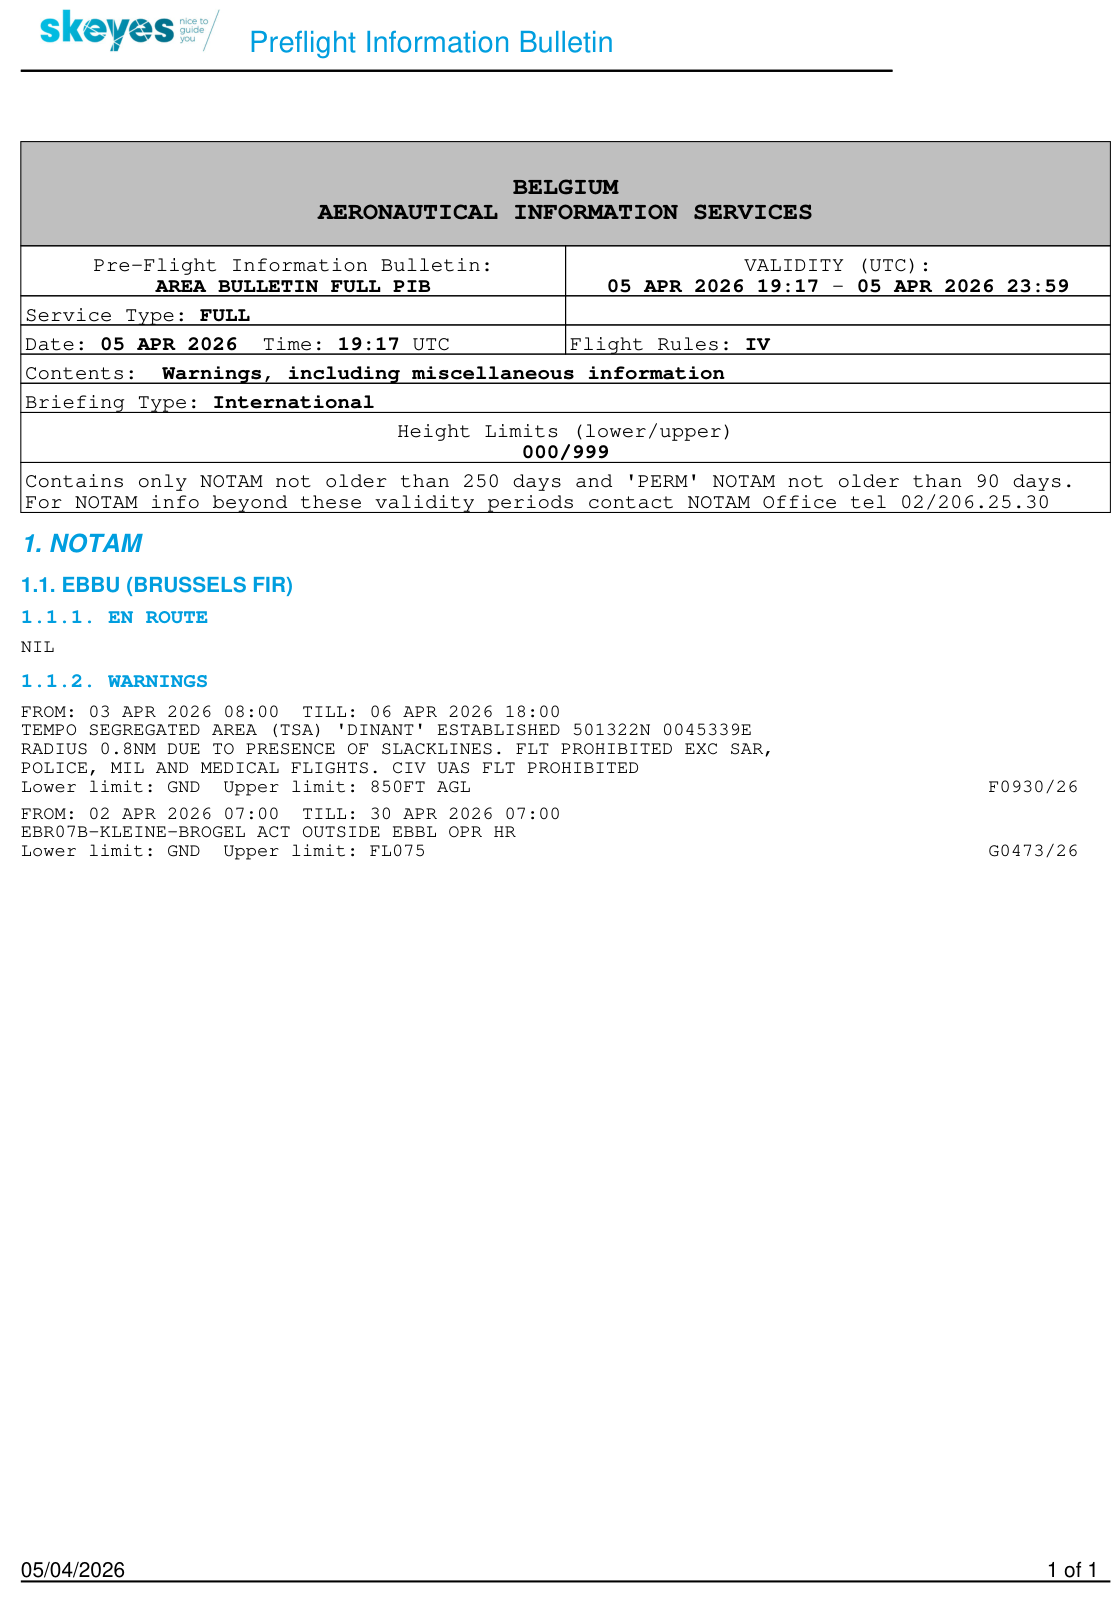 skeyes nice to guide you
Preflight Information Bulletin
BELGIUM
AERONAUTICAL INFORMATION SERVICES
Pre-Flight Information Bulletin:
AREA BULLETIN FULL PIB
VALIDITY (UTC):
05 APR 2026 19:17 - 05 APR 2026 23:59
Service Type: FULL
Date: 05 APR 2026  Time: 19:17 UTC
Flight Rules: IV
Contents:  Warnings, including miscellaneous information
Briefing Type: International
Height Limits (lower/upper)
000/999
Contains only NOTAM not older than 250 days and 'PERM' NOTAM not older than 90 days.
For NOTAM info beyond these validity periods contact NOTAM Office tel 02/206.25.30
1. NOTAM
1.1. EBBU (BRUSSELS FIR)
1.1.1. EN ROUTE
NIL
1.1.2. WARNINGS
FROM: 03 APR 2026 08:00  TILL: 06 APR 2026 18:00
TEMPO SEGREGATED AREA (TSA) 'DINANT' ESTABLISHED 501322N 0045339E
RADIUS 0.8NM DUE TO PRESENCE OF SLACKLINES. FLT PROHIBITED EXC SAR,
POLICE, MIL AND MEDICAL FLIGHTS. CIV UAS FLT PROHIBITED
Lower limit: GND  Upper limit: 850FT AGL F0930/26
FROM: 02 APR 2026 07:00  TILL: 30 APR 2026 07:00
EBR07B-KLEINE-BROGEL ACT OUTSIDE EBBL OPR HR
Lower limit: GND  Upper limit: FL075 G0473/26
05/04/2026 1 of 1